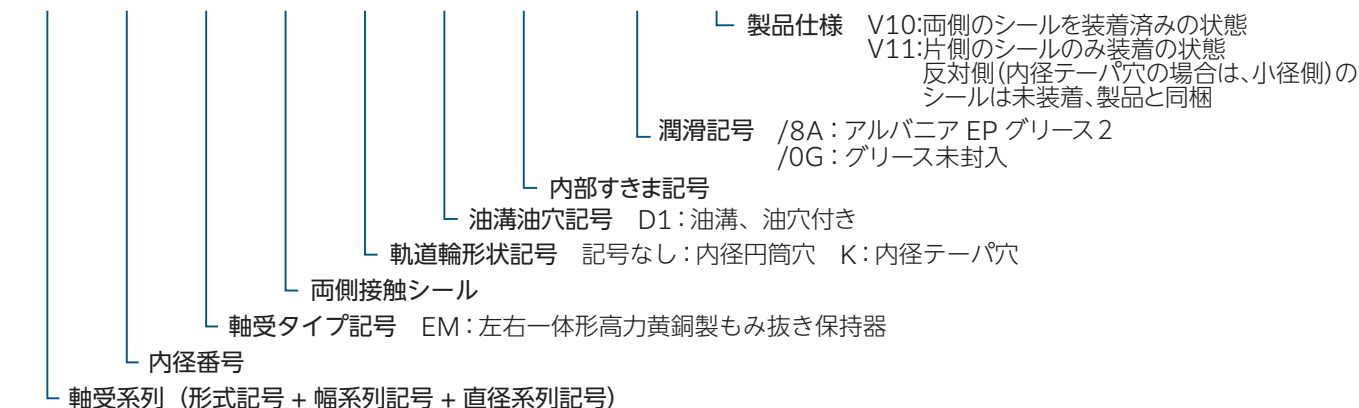 製品仕様 V10:両側のシールを装着済みの状態
V11:片側のシールのみ装着の状態
反対側(内径テーパ穴の場合は、小径側)の
シールは未装着、製品と同梱
潤滑記号 /8A：アルバニア EP グリース2
/0G：グリース未封入
内部すきま記号
油溝油穴記号 D1：油溝、油穴付き
軌道輪形状記号 記号なし：内径円筒穴 K：内径テーパ穴
両側接触シール
軸受タイプ記号 EM：左右一体形高力黄銅製もみ抜き保持器
内径番号
軸受系列（形式記号 + 幅系列記号 + 直径系列記号）